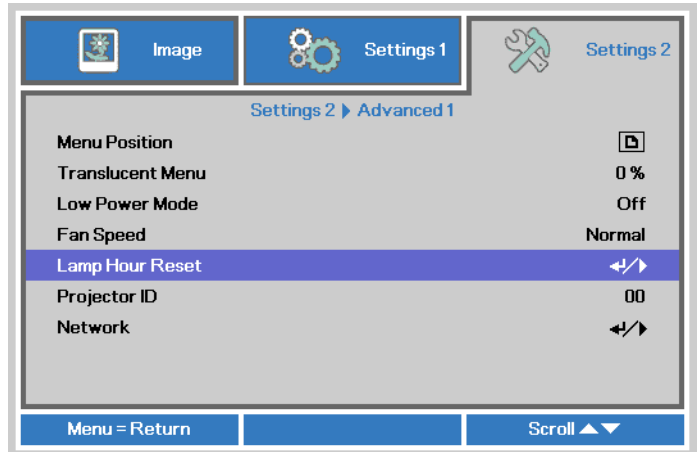 Image
Settings 1
Settings 2
Settings 2 ▶ Advanced 1
Menu Position
Translucent Menu 0 %
Low Power Mode Off
Fan Speed Normal
Lamp Hour Reset ↵/▶
Projector ID 00
Network ↵/▶
Menu = Return
Scroll ▲▼